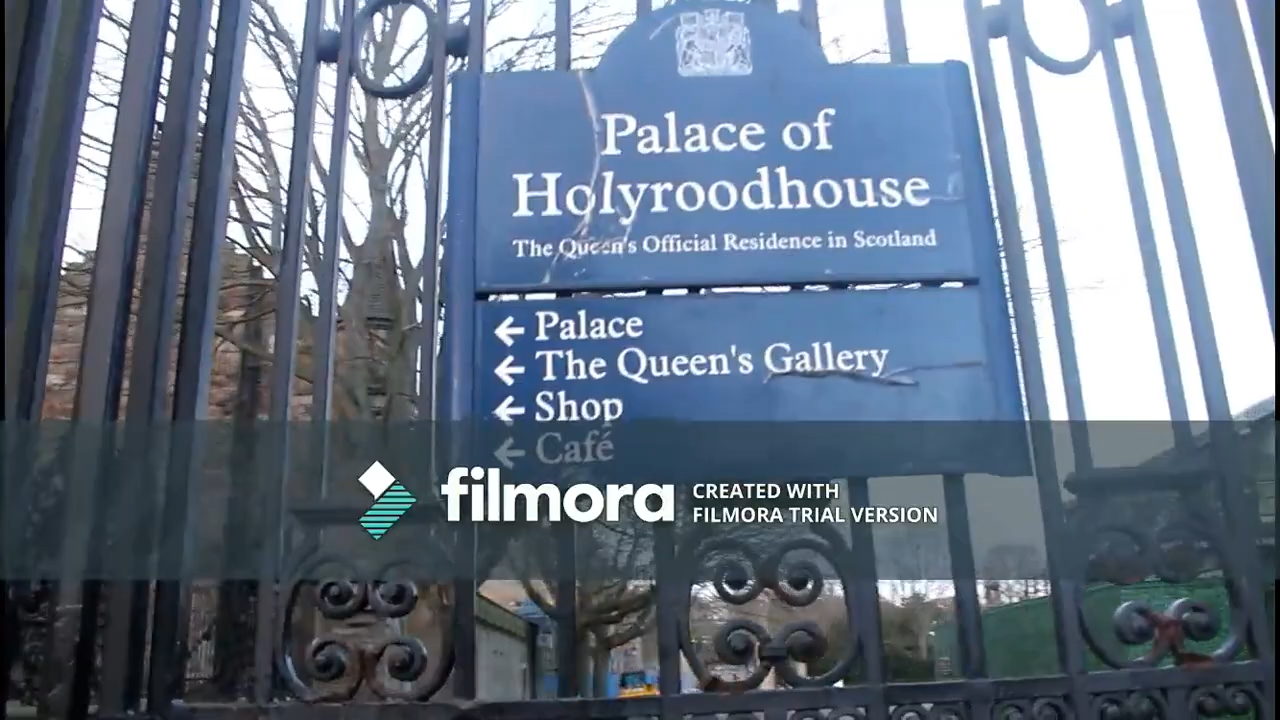 Palace of
Holyroodhouse
The Queen's Official Residence in Scotland
← Palace
← The Queen's Gallery
← Shop
← Café
filmora
CREATED WITH
FILMORA TRIAL VERSION